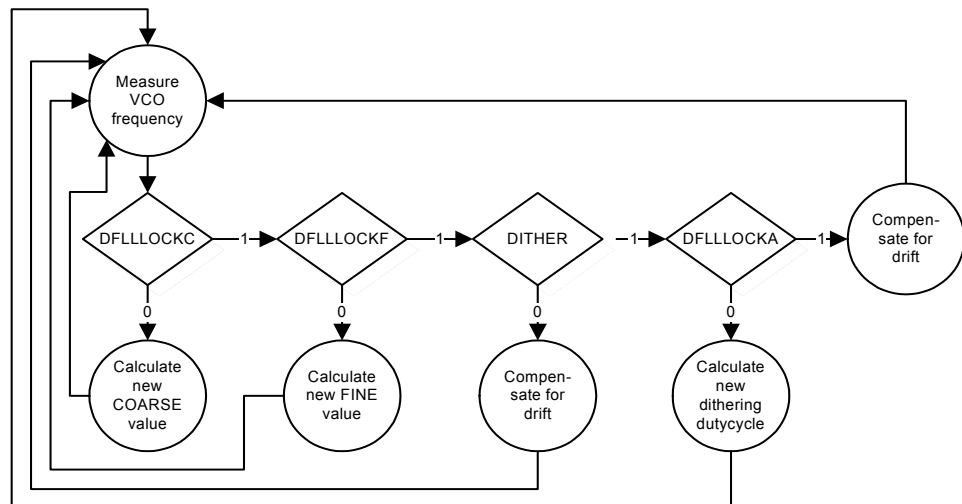 Measure
VCO
frequency
DFLLLOCKC
1
DFLLLOCKF
1
DITHER
1
DFLLLOCKA
1
Compen-
sate for
drift
0
0
0
0
Calculate
new
COARSE
value
Calculate
new FINE
value
Compen-
sate for
drift
Calculate
new
dithering
dutycycle